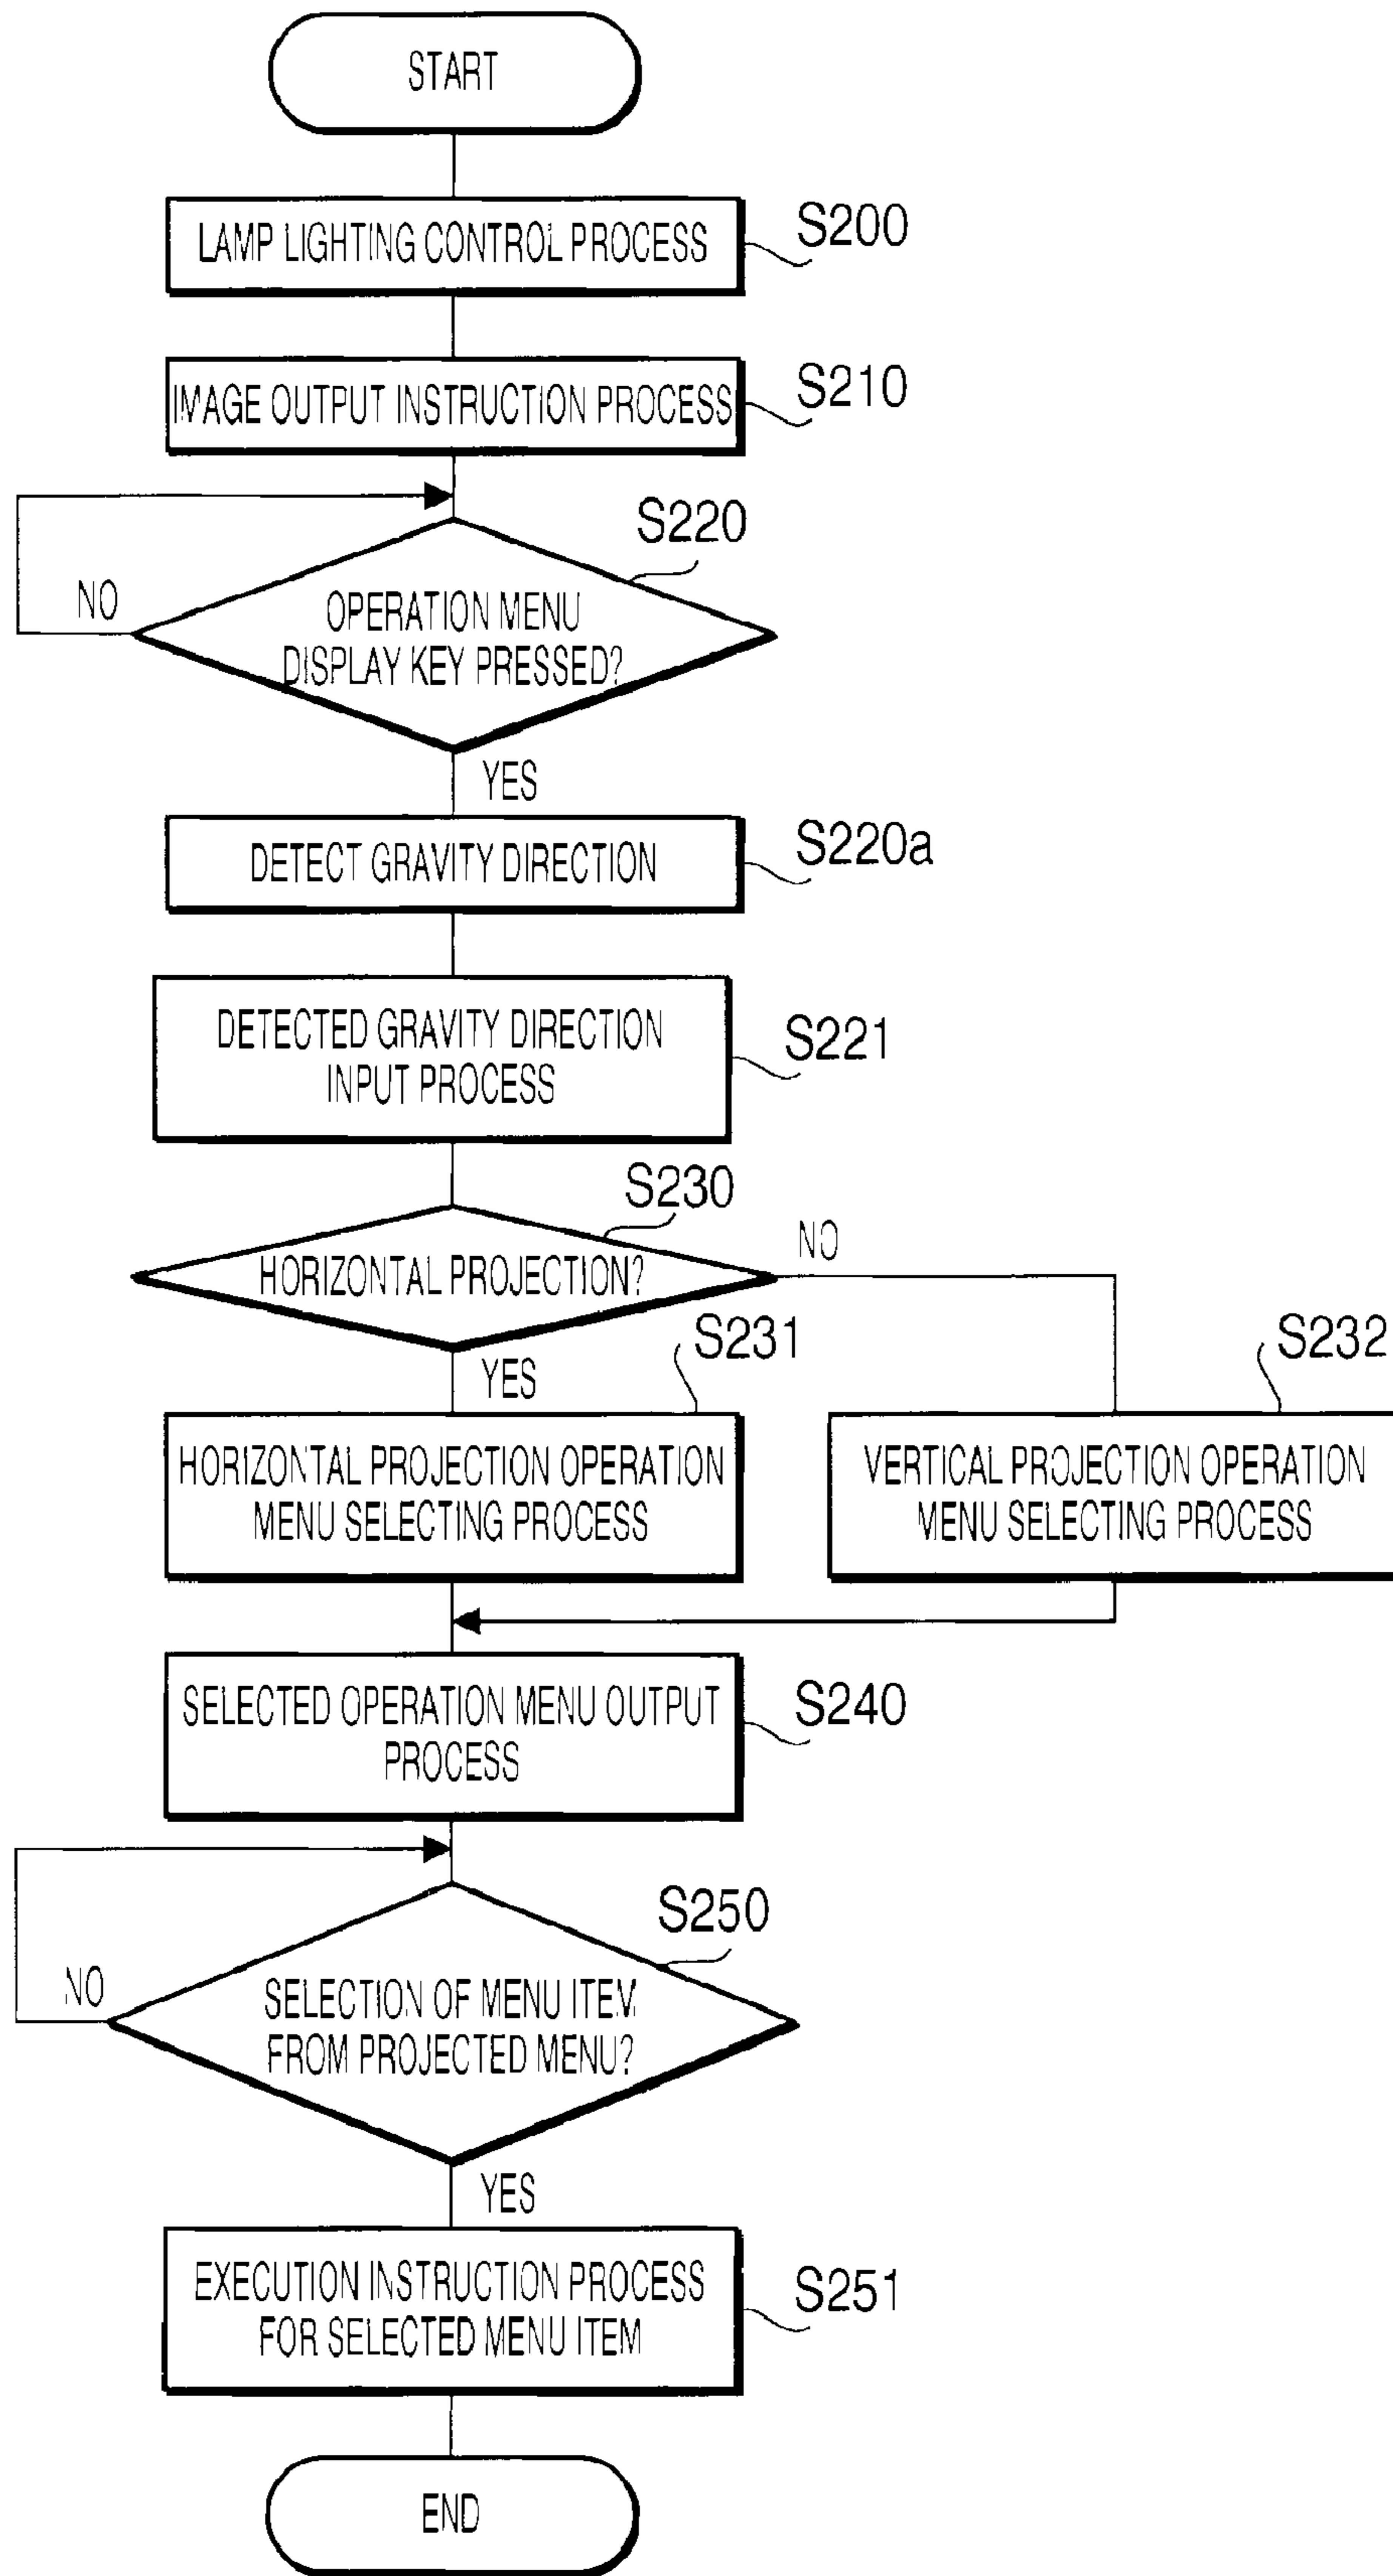 START
LAMP LIGHTING CONTROL PROCESS
S200
IMAGE OUTPUT INSTRUCTION PROCESS
S210
S220
NO
OPERATION MENU
DISPLAY KEY PRESSED?
YES
DETECT GRAVITY DIRECTION
S220a
DETECTED GRAVITY DIRECTION
INPUT PROCESS
S221
S230
HORIZONTAL PROJECTION?
NO
YES
S231
S232
HORIZONTAL PROJECTION OPERATION
MENU SELECTING PROCESS
VERTICAL PROJECTION OPERATION
MENU SELECTING PROCESS
SELECTED OPERATION MENU OUTPUT
PROCESS
S240
S250
NO
SELECTION OF MENU ITEM
FROM PROJECTED MENU?
YES
EXECUTION INSTRUCTION PROCESS
FOR SELECTED MENU ITEM
S251
END